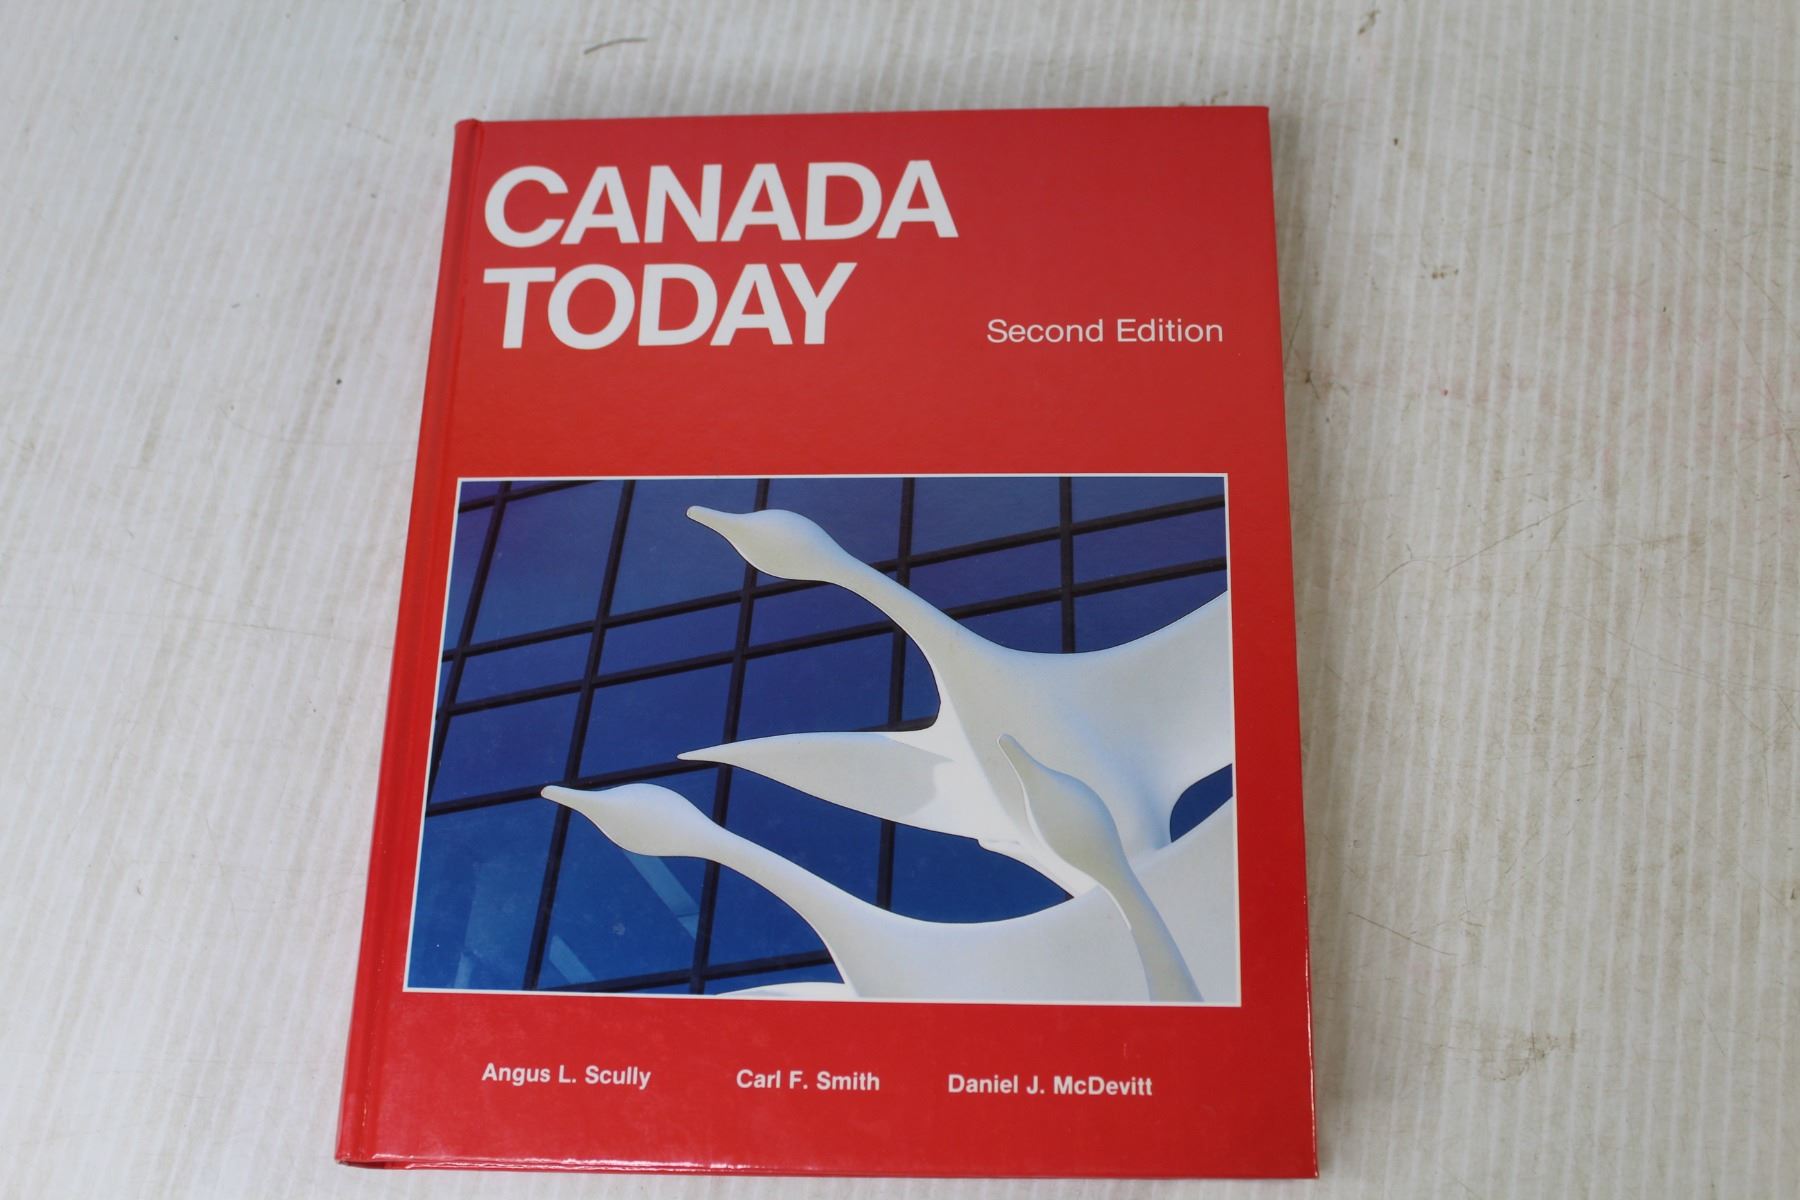 CANADA
TODAY
Second Edition
Angus L. Scully
Carl F. Smith
Daniel J. McDevitt